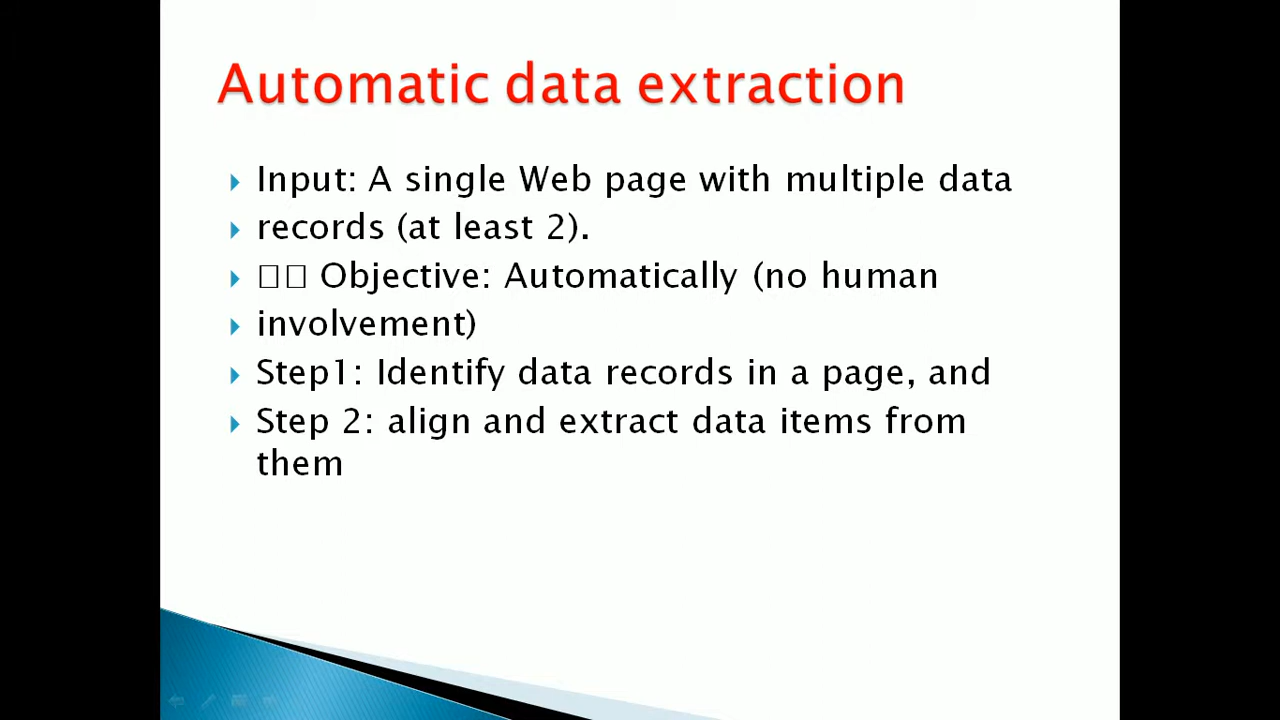 Automatic data extraction
Input: A single Web page with multiple data
records (at least 2).
□□ Objective: Automatically (no human
involvement)
Step1: Identify data records in a page, and
Step 2: align and extract data items from
them